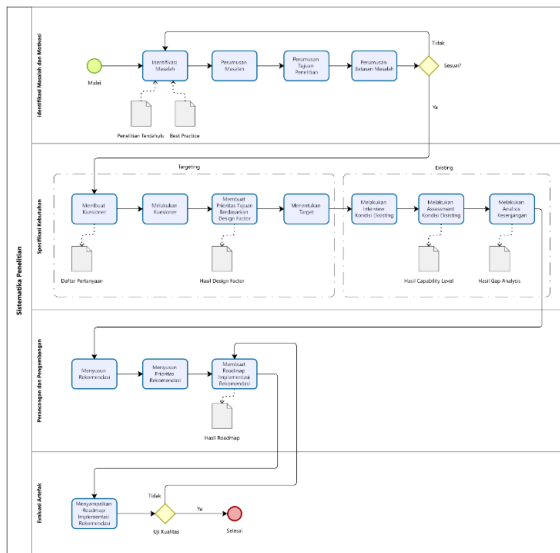 Sistematika Penelitian
Identifikasi Masalah dan Motivasi
Mulai
Identifikasi
Masalah
Perumusan
Masalah
Perumusan
Tujuan
Penelitian
Perumusan
Batasan Masalah
Sesuai?
Tidak
Ya
Penelitian Terdahulu
Best Practice
Spesifikasi Kebutuhan
Targeting
Existing
Membuat
Kuesioner
Melakukan
Kuesioner
Membuat
Prioritas Tujuan
Berdasarkan
Design Factor
Menentukan
Target
Melakukan
Interview
Kondisi Eksisting
Melakukan
Assessment
Kondisi Eksisting
Melakukan
Analisis
Kesenjangan
Daftar Pertanyaan
Hasil Design Factor
Hasil Capability Level
Hasil Gap Analysis
Perancangan dan Pengembangan
Menyusun
Rekomendasi
Menyusun
Prioritas
Rekomendasi
Membuat
Roadmap
Implementasi
Rekomendasi
Hasil Roadmap
Evaluasi Artefak
Menyampaikan
Roadmap
Implementasi
Rekomendasi
Tidak
Uji Kualitas
Ya
Selesai